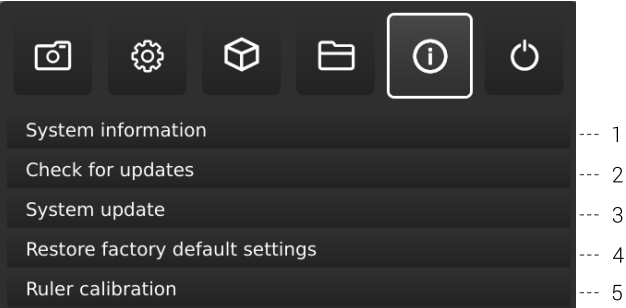 System information --- 1
Check for updates --- 2
System update --- 3
Restore factory default settings --- 4
Ruler calibration --- 5